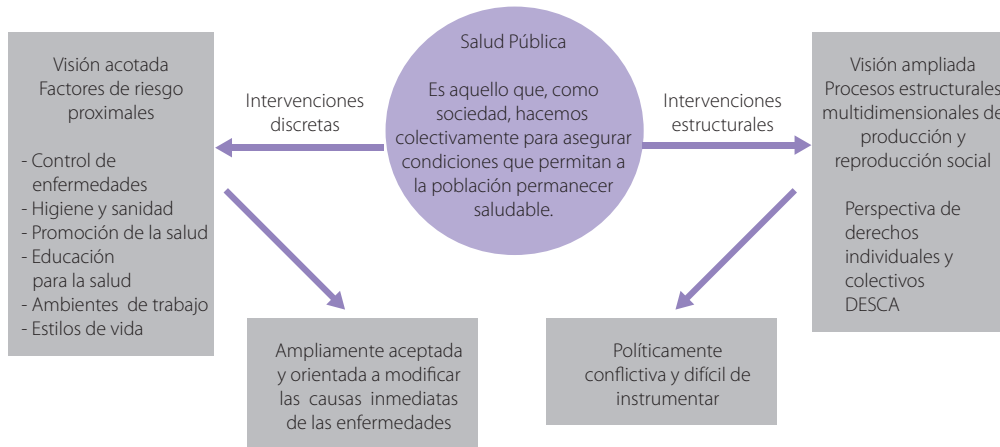 Salud Pública
Es aquello que, como
sociedad, hacemos
colectivamente para asegurar
condiciones que permitan a
la población permanecer
saludable.
Intervenciones
discretas
Visión acotada
Factores de riesgo
proximales
- Control de
enfermedades
- Higiene y sanidad
- Promoción de la salud
- Educación
para la salud
- Ambientes de trabajo
- Estilos de vida
Ampliamente aceptada
y orientada a modificar
las causas inmediatas
de las enfermedades
Intervenciones
estructurales
Visión ampliada
Procesos estructurales
multidimensionales de
producción y
reproducción social
Perspectiva de
derechos
individuales y
colectivos
DESCA
Políticamente
conflictiva y difícil de
instrumentar